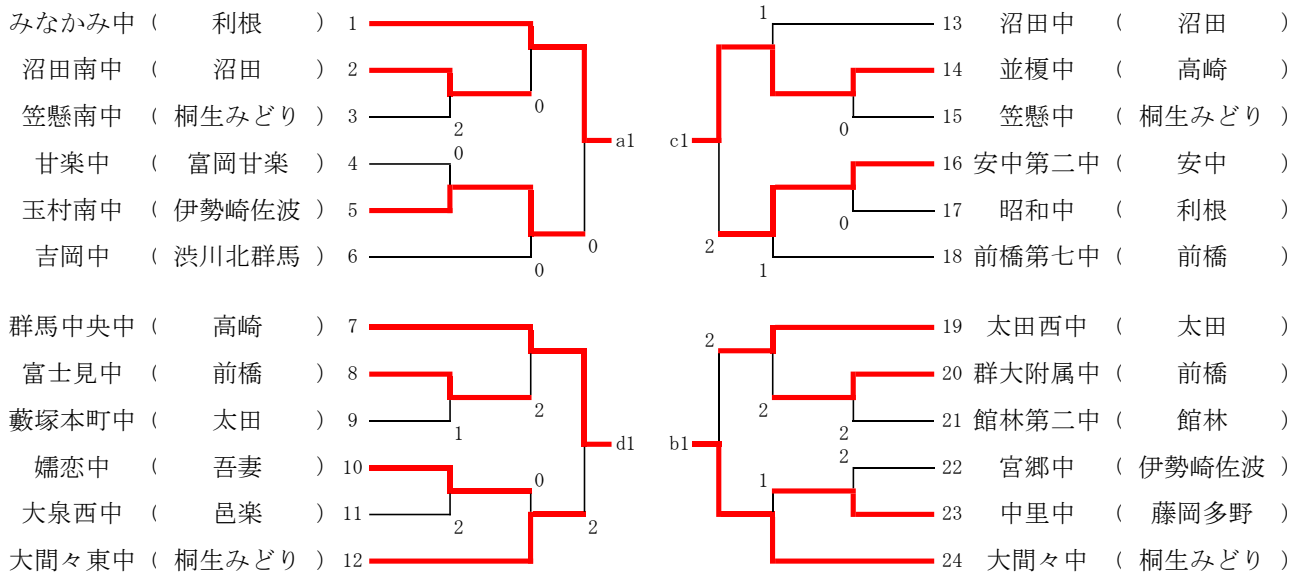 みなかみ中 ( 利根 ) 1
沼田南中 ( 沼田 ) 2
笠懸南中 ( 桐生みどり ) 3
甘楽中 ( 富岡甘楽 ) 4
玉村南中 ( 伊勢崎佐波 ) 5
吉岡中 ( 渋川北群馬 ) 6
2
0
0
0
0
a1
1
13 沼田中 ( 沼田 )
14 並榎中 ( 高崎 )
15 笠懸中 ( 桐生みどり )
16 安中第二中 ( 安中 )
17 昭和中 ( 利根 )
18 前橋第七中 ( 前橋 )
0
0
1
2
c1
群馬中央中 ( 高崎 ) 7
富士見中 ( 前橋 ) 8
藪塚本町中 ( 太田 ) 9
嬬恋中 ( 吾妻 ) 10
大泉西中 ( 邑楽 ) 11
大間々東中 ( 桐生みどり ) 12
1
2
0
2
2
d1
2
19 太田西中 ( 太田 )
20 群大附属中 ( 前橋 )
21 館林第二中 ( 館林 )
22 宮郷中 ( 伊勢崎佐波 )
23 中里中 ( 藤岡多野 )
24 大間々中 ( 桐生みどり )
2
2
2
1
b1